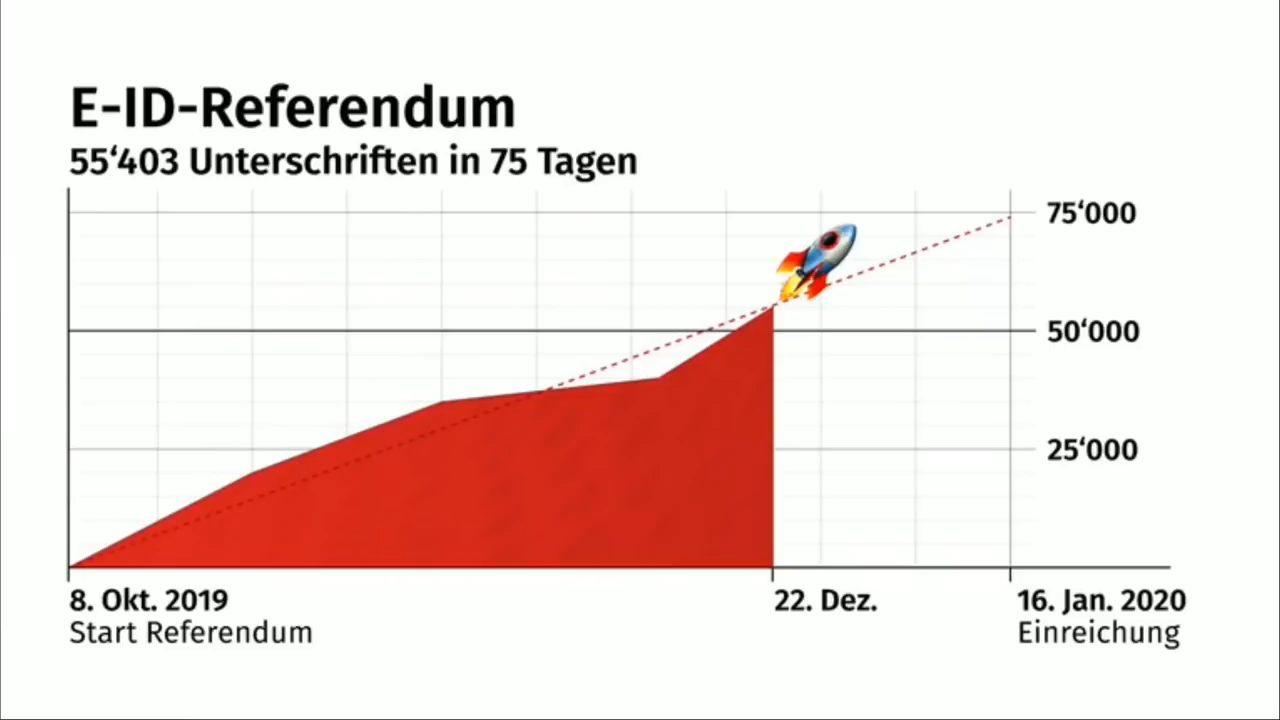 E-ID-Referendum
55‘403 Unterschriften in 75 Tagen
75‘000
50‘000
25‘000
8. Okt. 2019
Start Referendum
22. Dez.
16. Jan. 2020
Einreichung